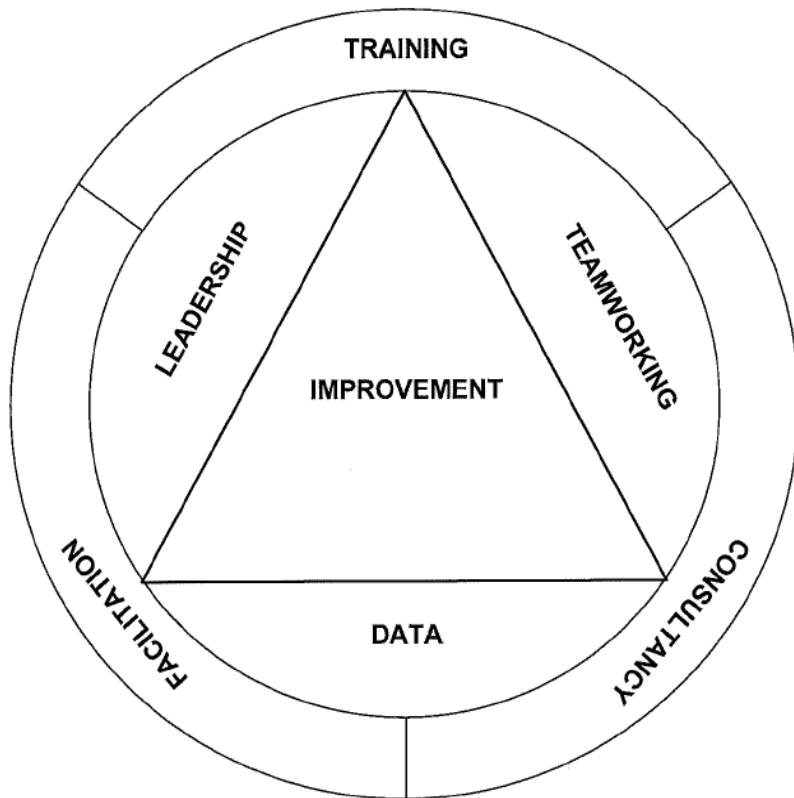 TRAINING
LEADERSHIP
TEAMWORKING
IMPROVEMENT
FACILITATION
CONSULTANCY
DATA